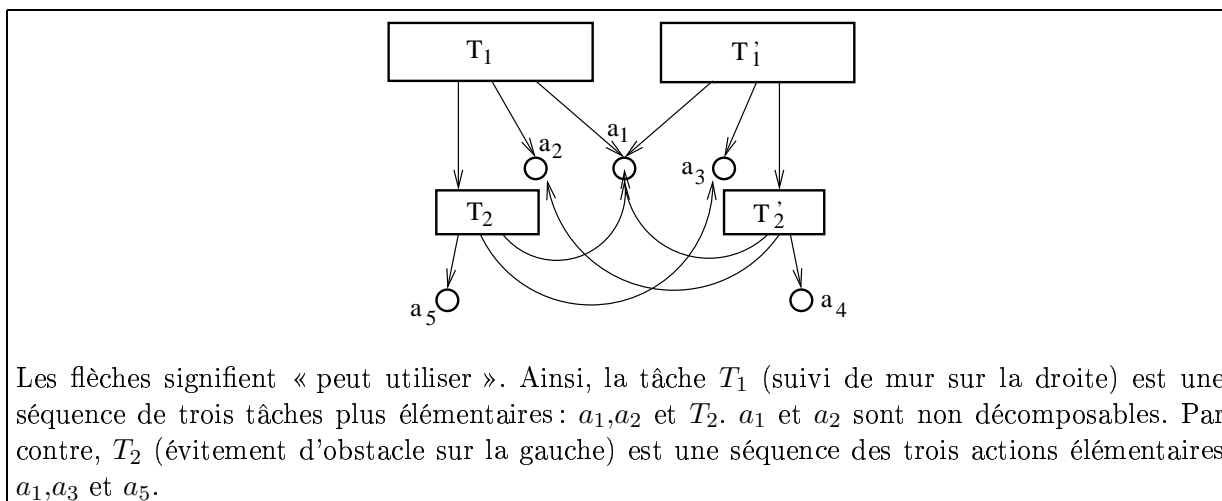 T₁ T₁'
a₂ a₁ a₃
T₂ T₂'
a₅ a₄
Les flèches signifient « peut utiliser ». Ainsi, la tâche T₁ (suivi de mur sur la droite) est une
séquence de trois tâches plus élémentaires : a₁,a₂ et T₂. a₁ et a₂ sont non décomposables. Par
contre, T₂ (évitement d'obstacle sur la gauche) est une séquence des trois actions élémentaires
a₁,a₃ et a₅.